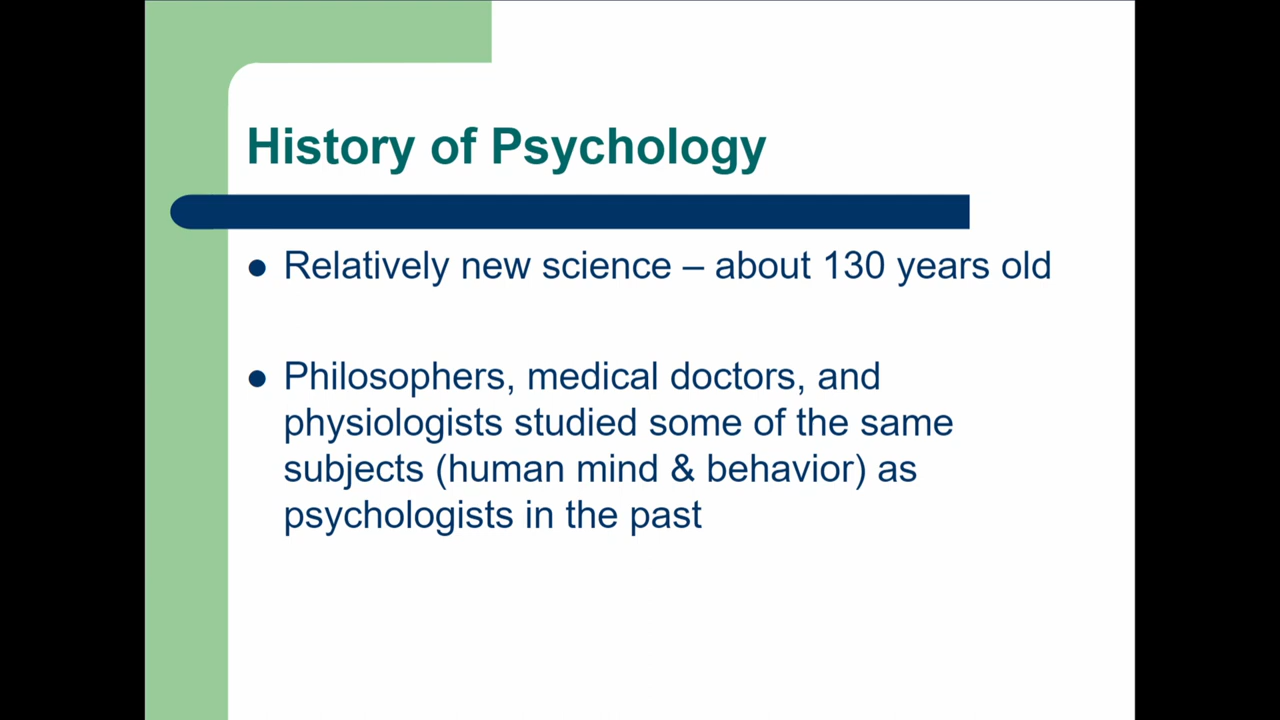 History of Psychology
● Relatively new science – about 130 years old
● Philosophers, medical doctors, and
physiologists studied some of the same
subjects (human mind & behavior) as
psychologists in the past